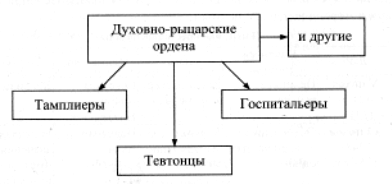 Духовно-рыцарские
ордена
и другие
Тамплиеры
Госпитальеры
Тевтонцы